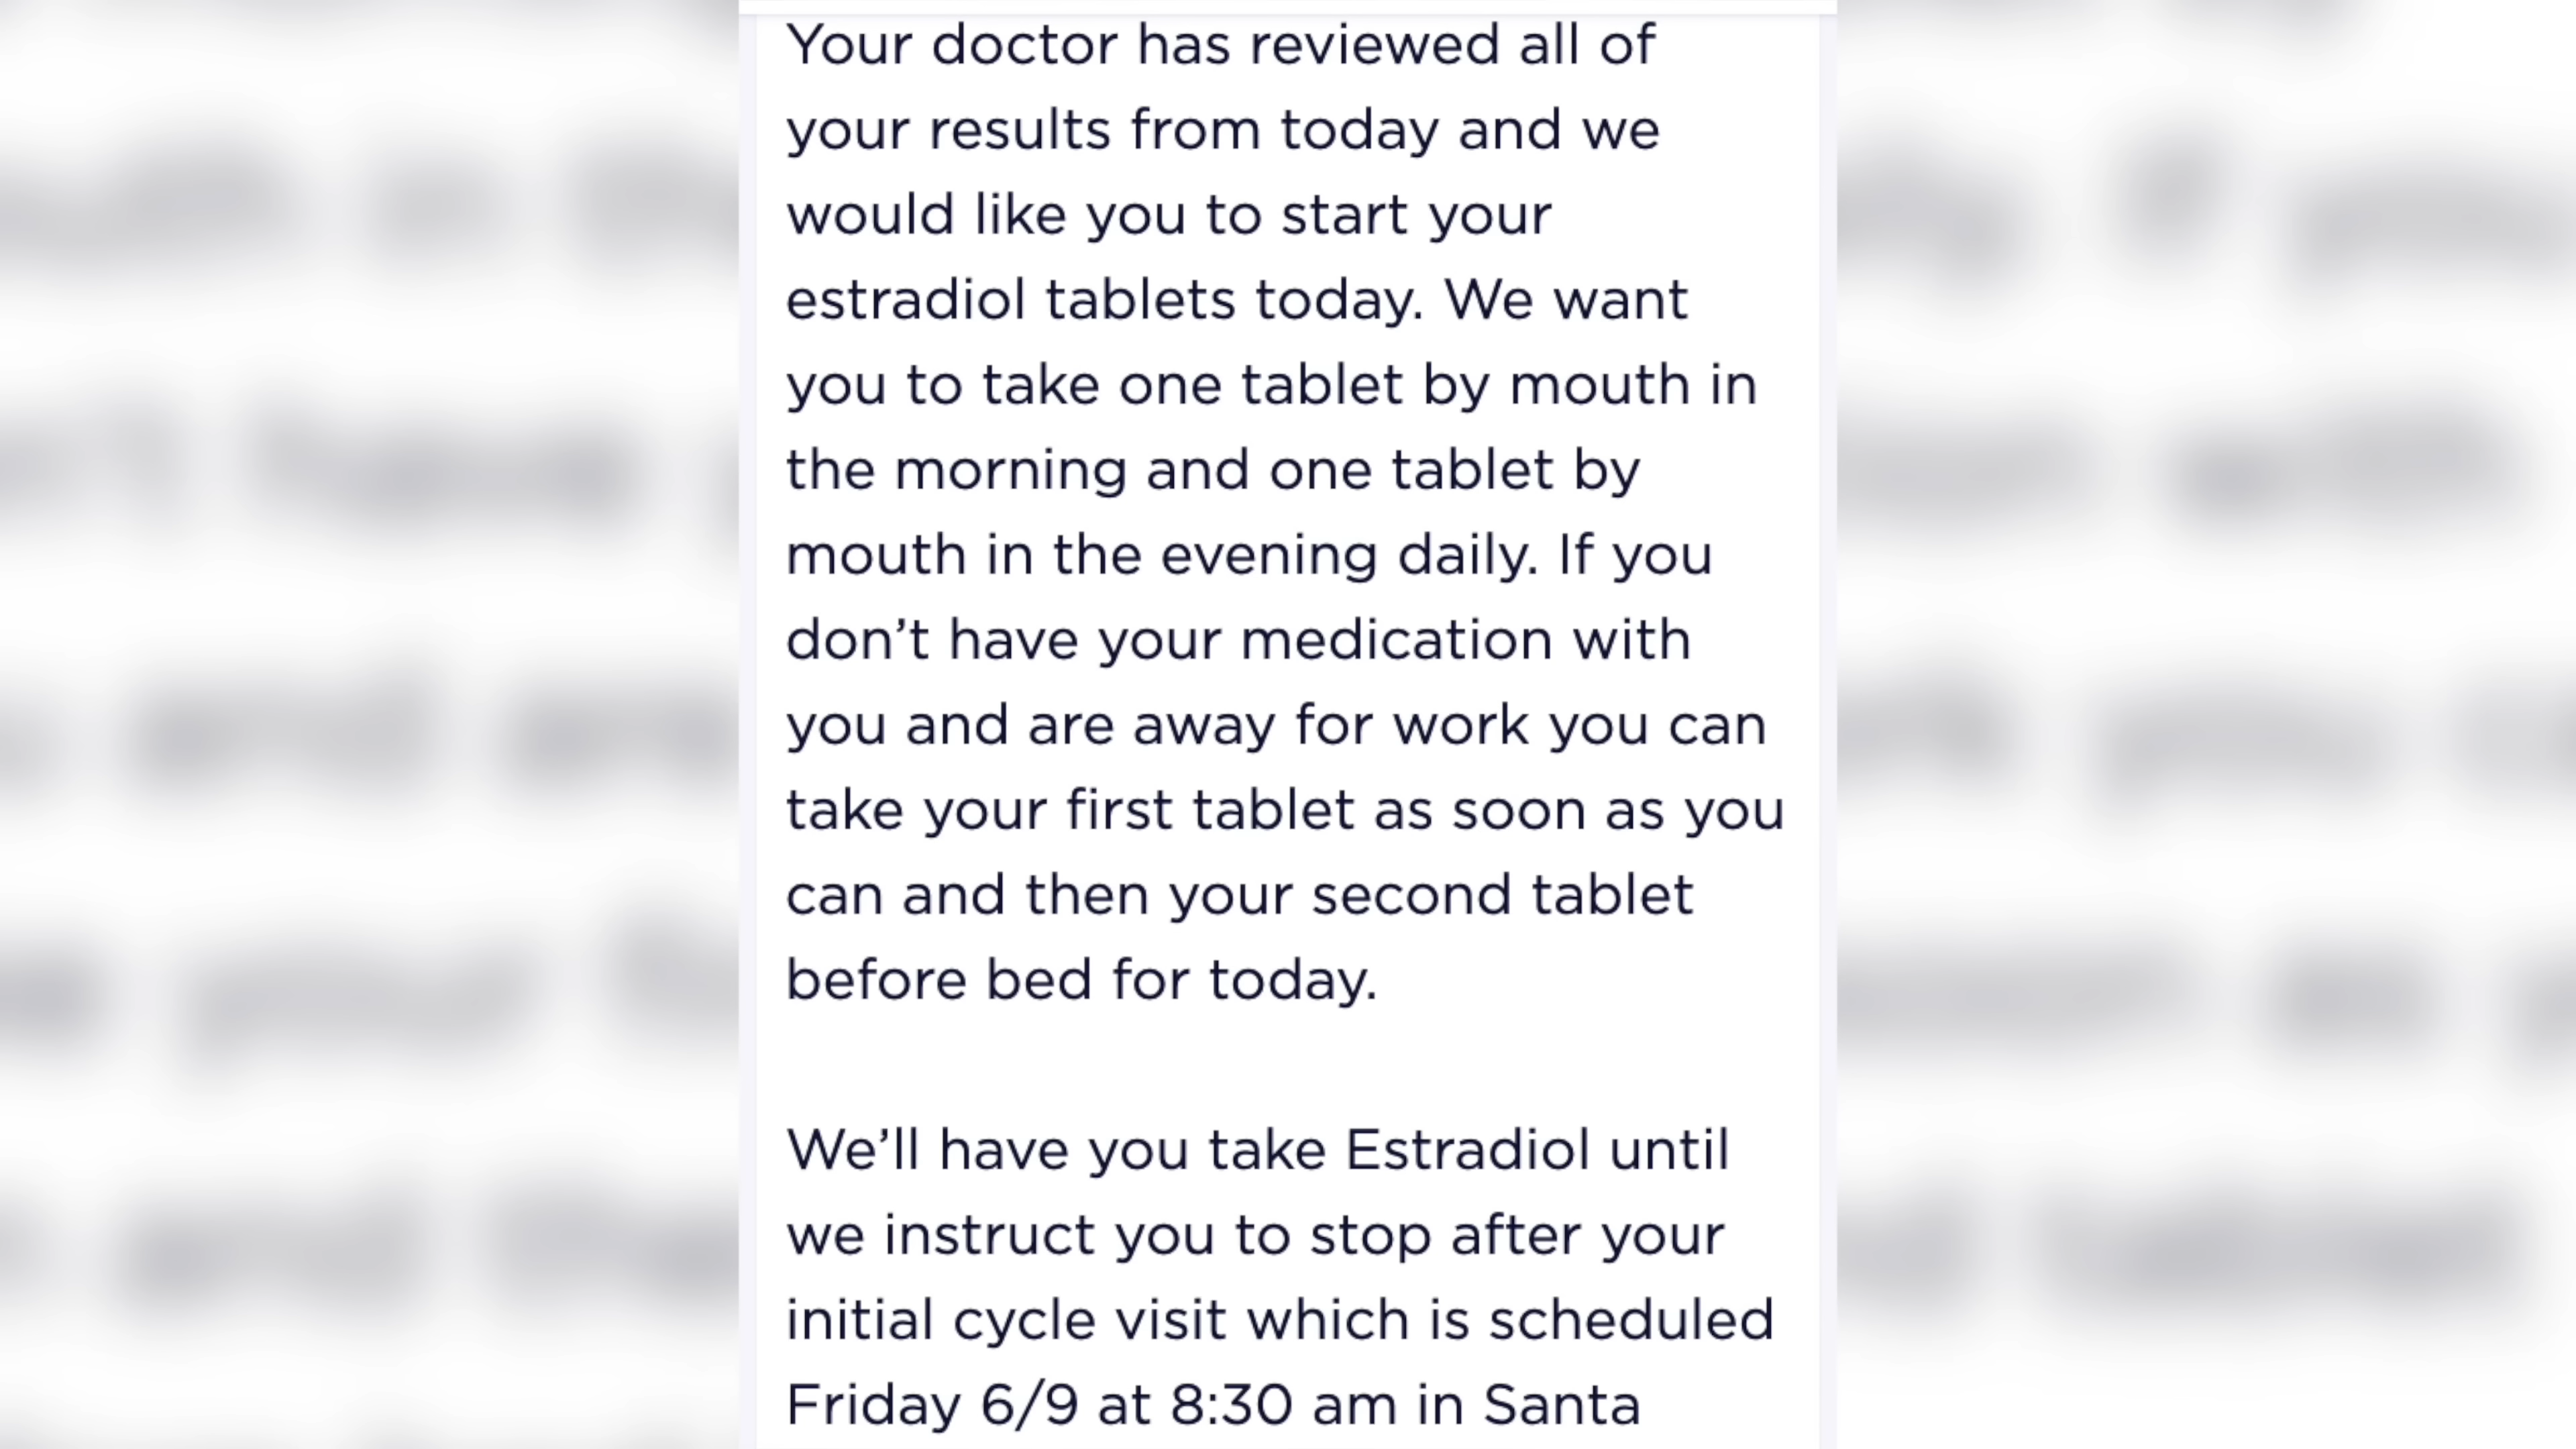 Your doctor has reviewed all of
your results from today and we
would like you to start your
estradiol tablets today. We want
you to take one tablet by mouth in
the morning and one tablet by
mouth in the evening daily. If you
don’t have your medication with
you and are away for work you can
take your first tablet as soon as you
can and then your second tablet
before bed for today.
We’ll have you take Estradiol until
we instruct you to stop after your
initial cycle visit which is scheduled
Friday 6/9 at 8:30 am in Santa